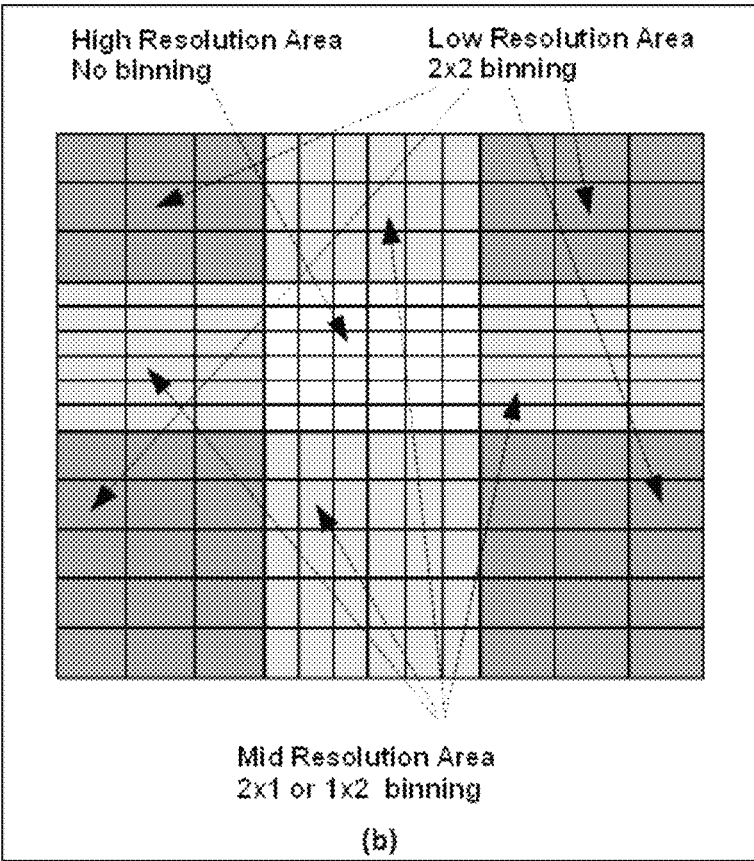 High Resolution Area
No binning
Low Resolution Area
2x2 binning
Mid Resolution Area
2x1 or 1x2 binning
(b)